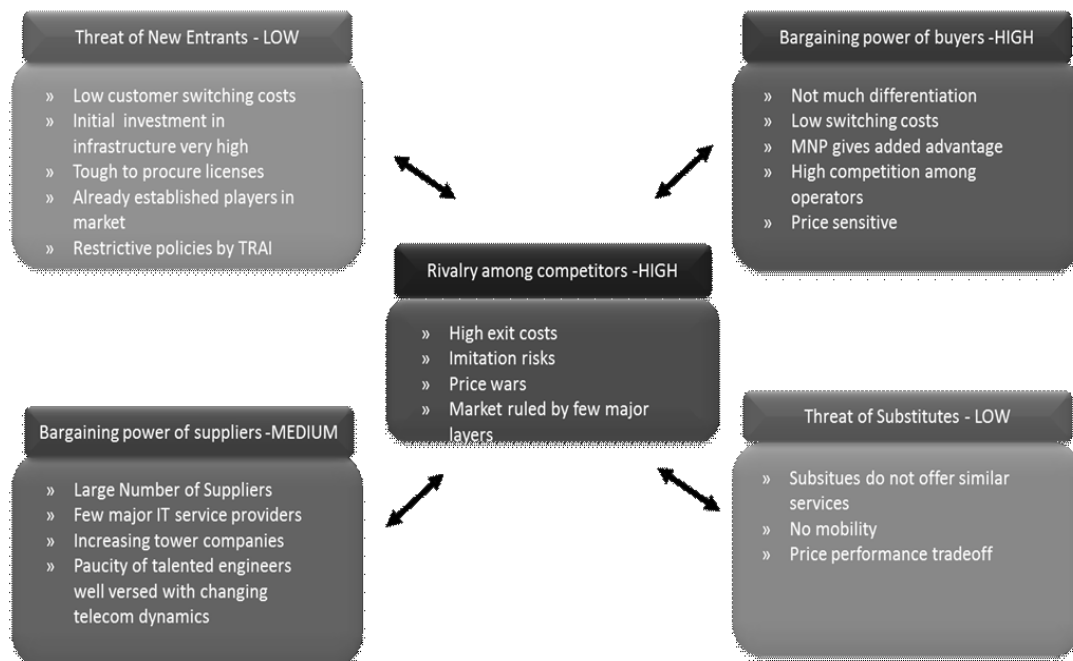 Threat of New Entrants - LOW
» Low customer switching costs
» Initial investment in
infrastructure very high
» Tough to procure licenses
» Already established players in
market
» Restrictive policies by TRAI
Bargaining power of buyers -HIGH
» Not much differentiation
» Low switching costs
» MNP gives added advantage
» High competition among
operators
» Price sensitive
Rivalry among competitors -HIGH
» High exit costs
» Imitation risks
» Price wars
» Market ruled by few major
layers
Bargaining power of suppliers -MEDIUM
» Large Number of Suppliers
» Few major IT service providers
» Increasing tower companies
» Paucity of talented engineers
well versed with changing
telecom dynamics
Threat of Substitutes - LOW
» Subsitues do not offer similar
services
» No mobility
» Price performance tradeoff